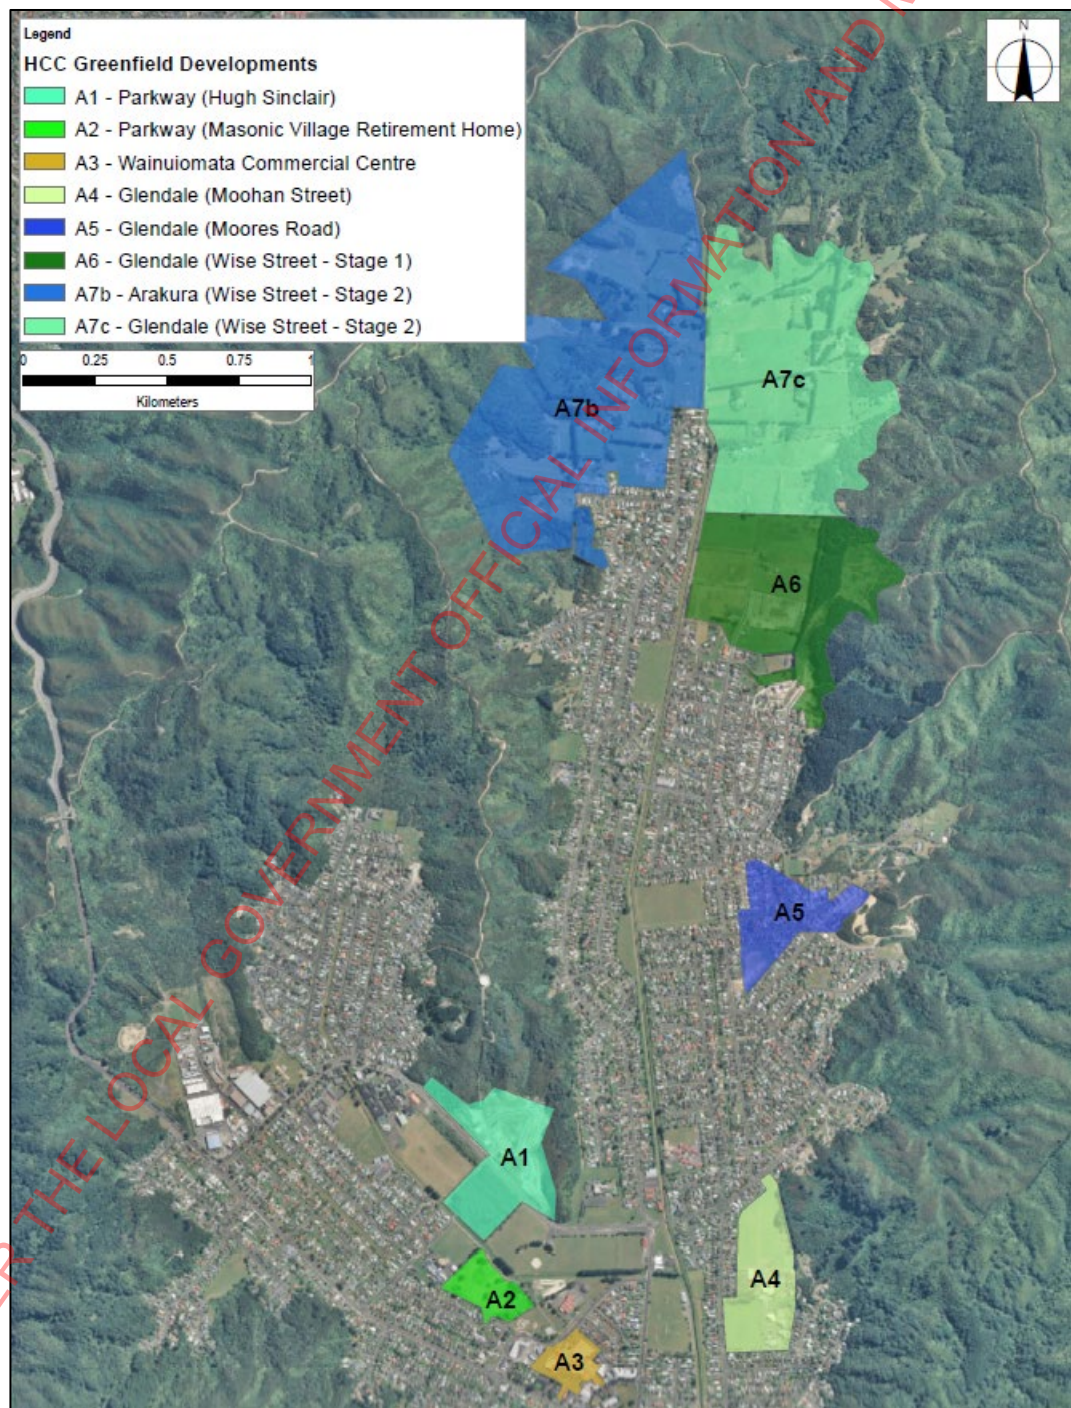 Legend
HCC Greenfield Developments
A1 - Parkway (Hugh Sinclair)
A2 - Parkway (Masonic Village Retirement Home)
A3 - Wainuiomata Commercial Centre
A4 - Glendale (Moohan Street)
A5 - Glendale (Moores Road)
A6 - Glendale (Wise Street - Stage 1)
A7b - Arakura (Wise Street - Stage 2)
A7c - Glendale (Wise Street - Stage 2)
0 0.25 0.5 0.75 1
Kilometers
N
A7c
A7b
A6
A5
A1
A4
A2
A3
THE LOCAL GOVERNMENT OFFICIAL INFORMATION AND